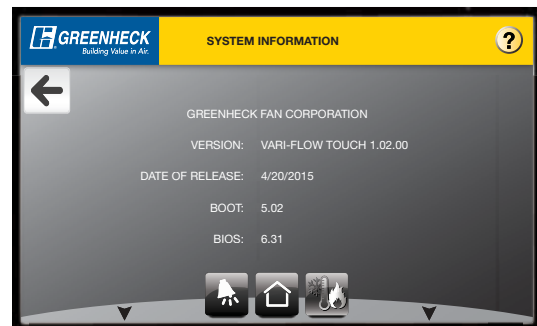 GREENHECK
Building Value in Air.
SYSTEM INFORMATION
?
GREENHECK FAN CORPORATION
VERSION: VARI-FLOW TOUCH 1.02.00
DATE OF RELEASE: 4/20/2015
BOOT: 5.02
BIOS: 6.31